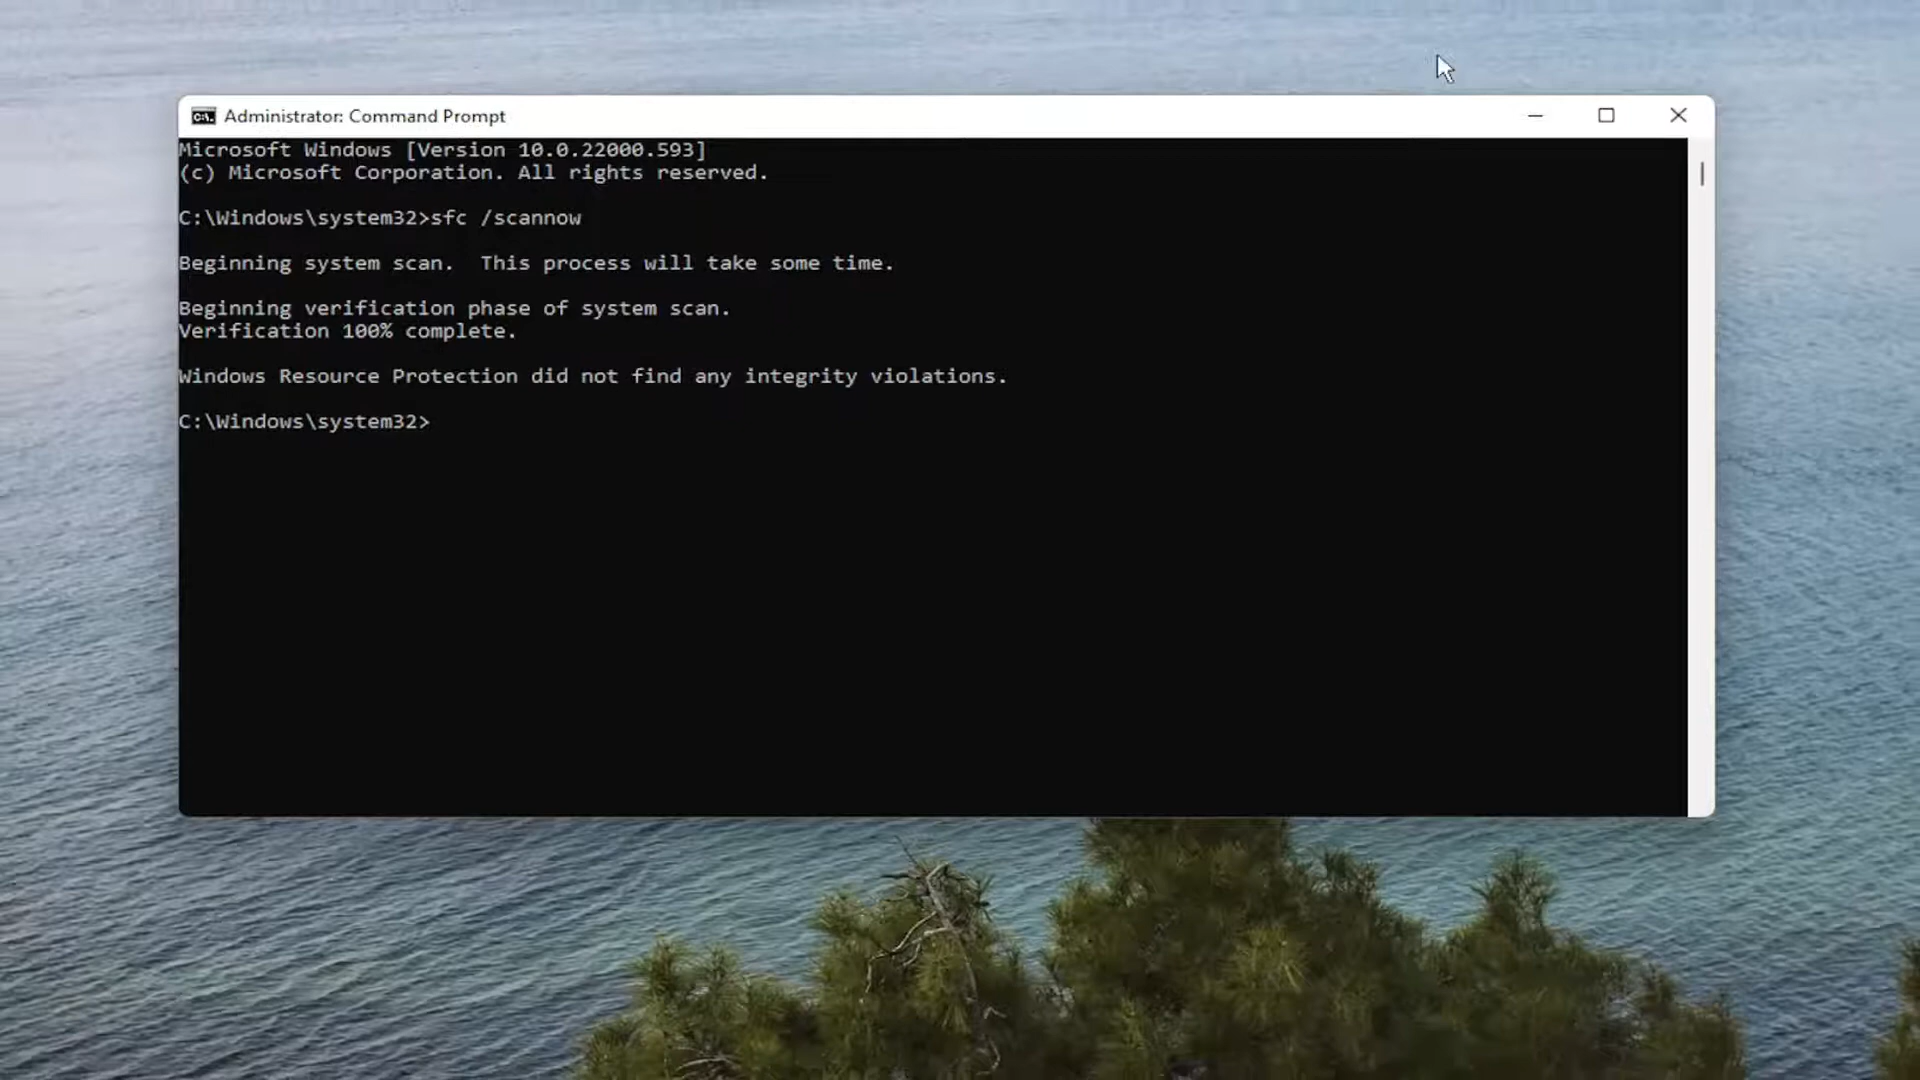 Administrator: Command Prompt
Microsoft Windows [Version 10.0.22000.593]
(c) Microsoft Corporation. All rights reserved.
C:\Windows\system32>sfc /scannow
Beginning system scan.  This process will take some time.
Beginning verification phase of system scan.
Verification 100% complete.
Windows Resource Protection did not find any integrity violations.
C:\Windows\system32>